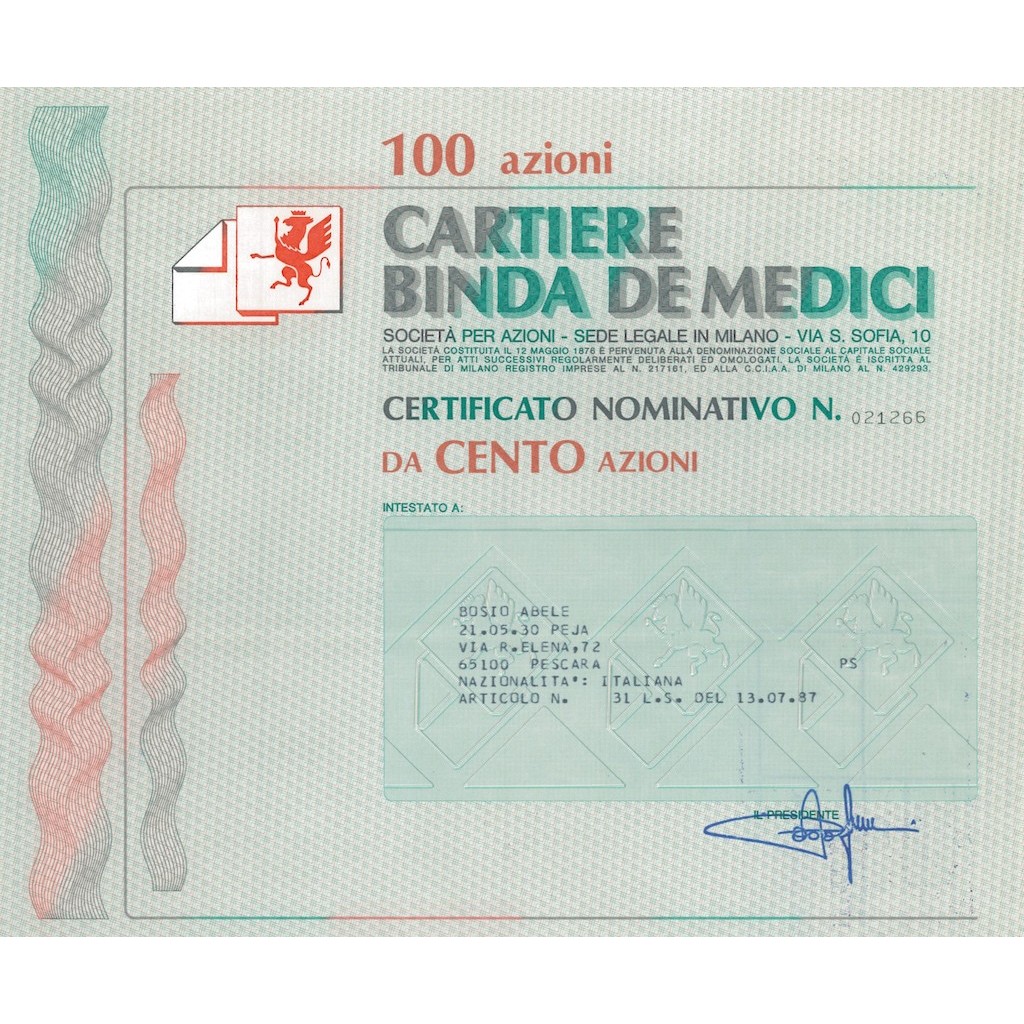 100 azioni
CARTIERE
BINDA DE MEDICI
SOCIETÀ PER AZIONI - SEDE LEGALE IN MILANO - VIA S. SOFIA, 10
LA SOCIETÀ COSTITUITA IL 12 MAGGIO 1876 È PERVENUTA ALLA DENOMINAZIONE SOCIALE AL CAPITALE SOCIALE
ATTUALI, PER ATTI SUCCESSIVI REGOLARMENTE DELIBERATI ED OMOLOGATI. LA SOCIETÀ È ISCRITTA AL
TRIBUNALE DI MILANO REGISTRO IMPRESE AL N. 217161, ED ALLA C.C.I.A.A. DI MILANO AL N. 429293.
CERTIFICATO NOMINATIVO N. 021266
DA CENTO AZIONI
INTESTATO A:
BOSIO ABELE
21.05.30 PEJA
VIA R.ELENA,72
65100 PESCARA PS
NAZIONALITA': ITALIANA
ARTICOLO N. 31 L.S. DEL 13.07.87
IL PRESIDENTE